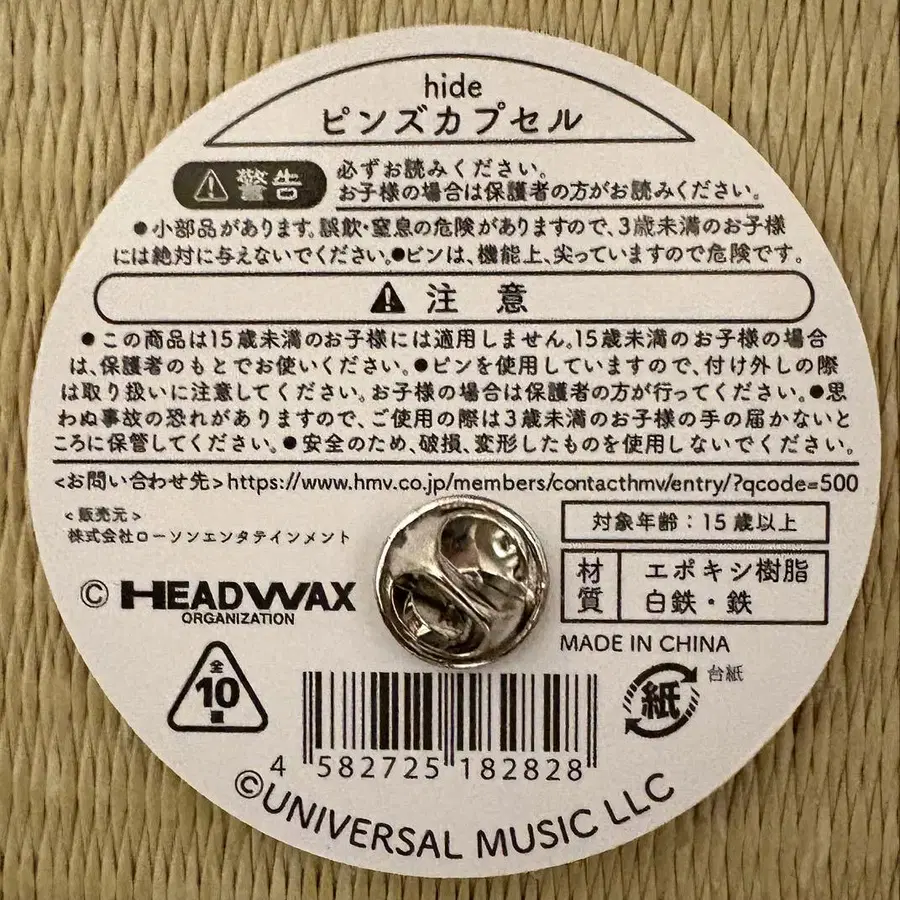 hide
ピンズカプセル
警告
必ずお読みください。
お子様の場合は保護者の方がお読みください。
●小部品があります。誤飲・窒息の危険がありますので、3歳未満のお子様
には絶対に与えないでください。●ピンは、機能上、尖っていますので危険です。
注意
●この商品は15歳未満のお子様には適用しません。15歳未満のお子様の場合
は、保護者のもとでお使いください。●ピンを使用していますので、付け外しの際
は取り扱いに注意してください。お子様の場合は保護者の方が行ってください。●思
わぬ事故の恐れがありますので、ご使用の際は3歳未満のお子様の手の届かないと
ころに保管してください。●安全のため、破損、変形したものを使用しないでください。
<お問い合わせ先>https://www.hmv.co.jp/members/contacthmv/entry/?qcode=500
<販売元>
株式会社ローソンエンタテインメント
対象年齢：15歳以上
材質
エポキシ樹脂
白鉄・鉄
© HEADWAX
ORGANIZATION
MADE IN CHINA
全
10
種
4 582725 182828
紙
台紙
©UNIVERSAL MUSIC LLC